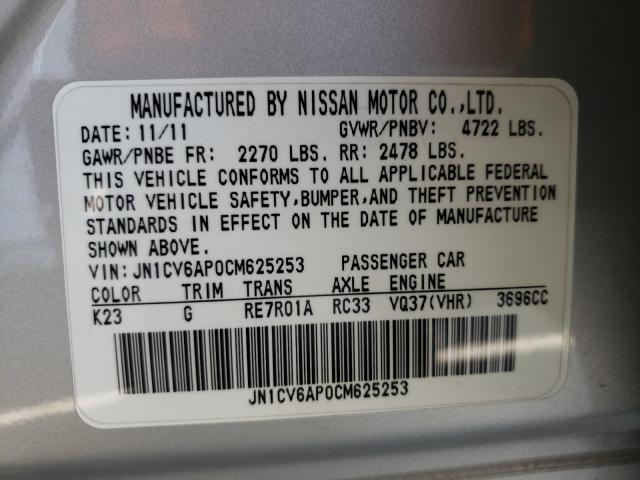 MANUFACTURED BY NISSAN MOTOR CO.,LTD.
DATE: 11/11 GVWR/PNBV: 4722 LBS.
GAWR/PNBE FR: 2270 LBS. RR: 2478 LBS.
THIS VEHICLE CONFORMS TO ALL APPLICABLE FEDERAL
MOTOR VEHICLE SAFETY,BUMPER,AND THEFT PREVENTION
STANDARDS IN EFFECT ON THE DATE OF MANUFACTURE
SHOWN ABOVE.
VIN:JN1CV6AP0CM625253 PASSENGER CAR
COLOR TRIM TRANS AXLE ENGINE
K23 G RE7R01A RC33 VQ37(VHR) 3696CC
JN1CV6AP0CM625253